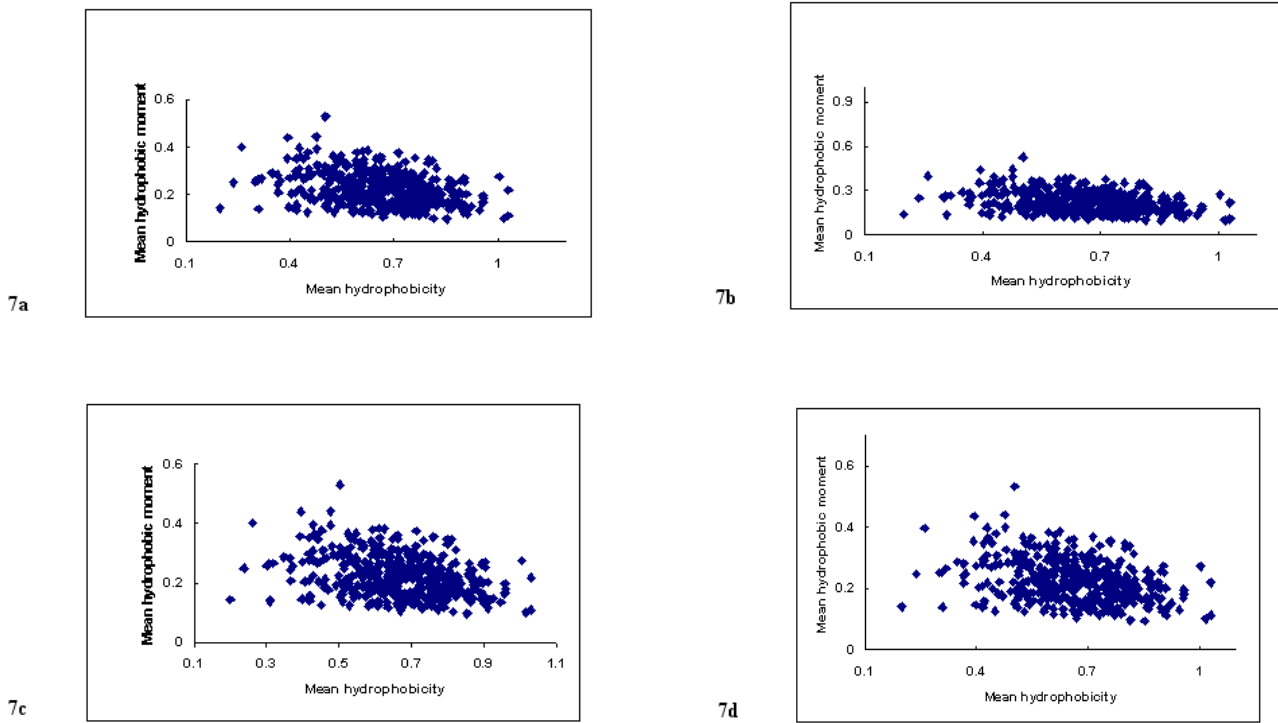 Mean hydrophobic moment
0.6
0.4
0.2
0
0.1 0.4 0.7 1
Mean hydrophobicity
7a
Mean hydrophobic moment
0.9
0.6
0.3
0
0.1 0.4 0.7 1
Mean hydrophobicity
7b
Mean hydrophobic moment
0.6
0.4
0.2
0
0.1 0.3 0.5 0.7 0.9 1.1
Mean hydrophobicity
7c
Mean hydrophobic moment
0.6
0.4
0.2
0
0.1 0.4 0.7 1
Mean hydrophobicity
7d